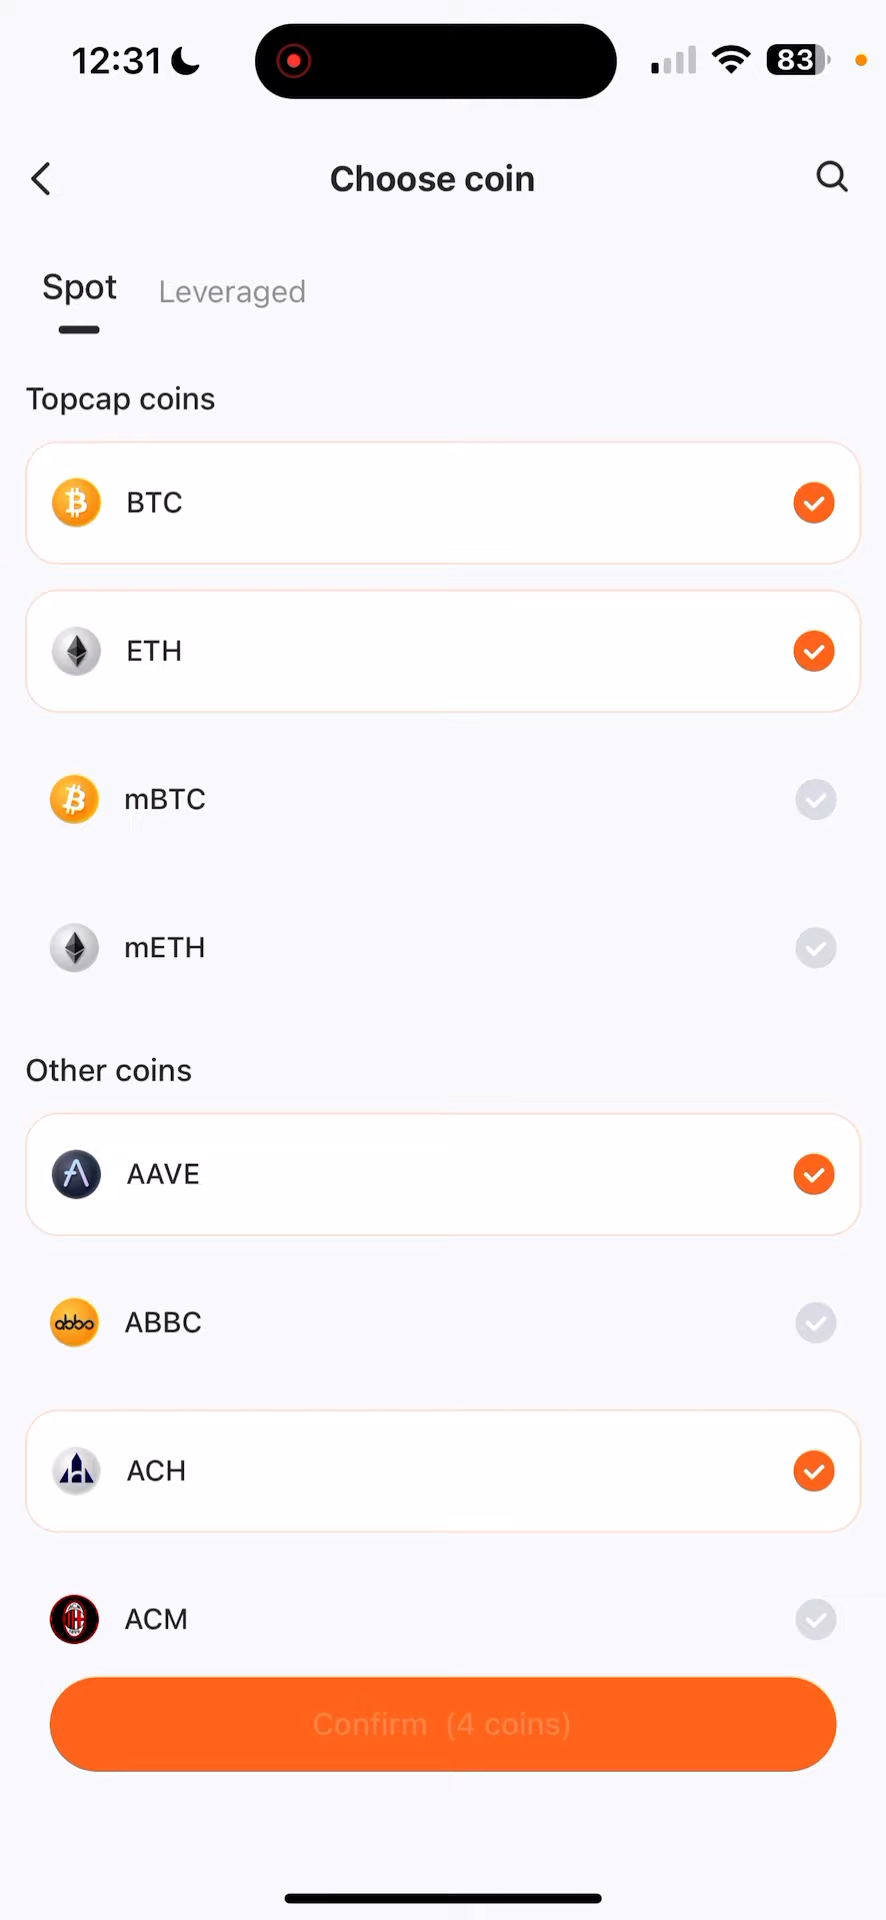 12:31
83
Choose coin
Spot Leveraged
Topcap coins
BTC
ETH
mBTC
mETH
Other coins
AAVE
abbo ABBC
ACH
ACM
Confirm (4 coins)